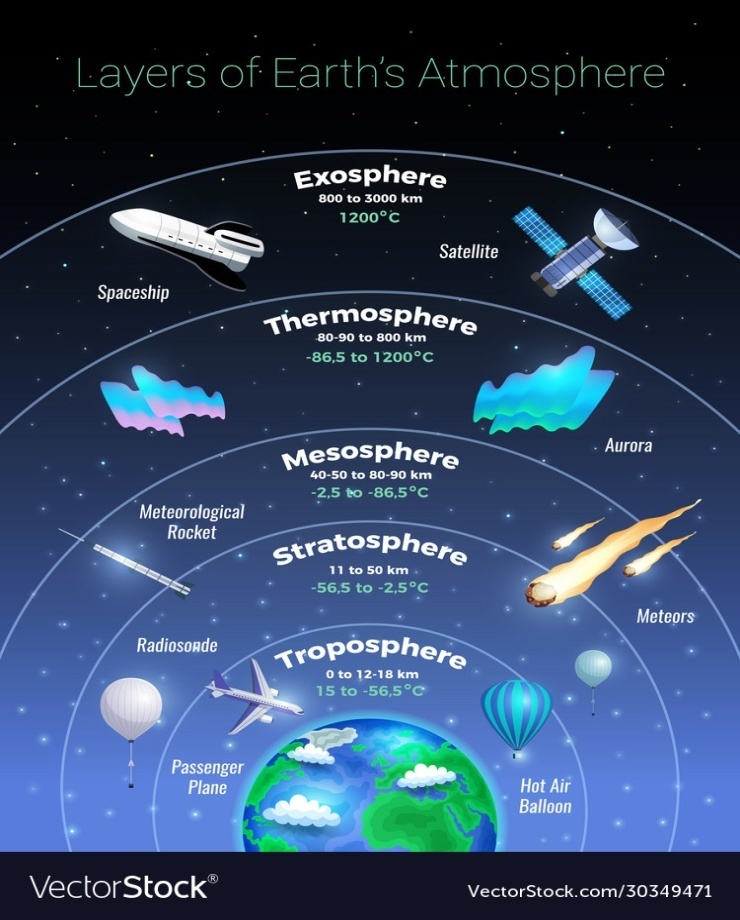 Layers of Earth's Atmosphere
Exosphere
800 to 3000 km
1200°C
Satellite
Spaceship
Thermosphere
80-90 to 800 km
-86,5 to 1200°C
Aurora
Mesosphere
40-50 to 80-90 km
-2,5 to -86,5°C
Meteorological
Rocket
Stratosphere
11 to 50 km
-56,5 to -2,5°C
Meteors
Radiosonde
Troposphere
0 to 12-18 km
15 to -56,5°C
Passenger
Plane
Hot Air
Balloon
VectorStock®
VectorStock.com/30349471